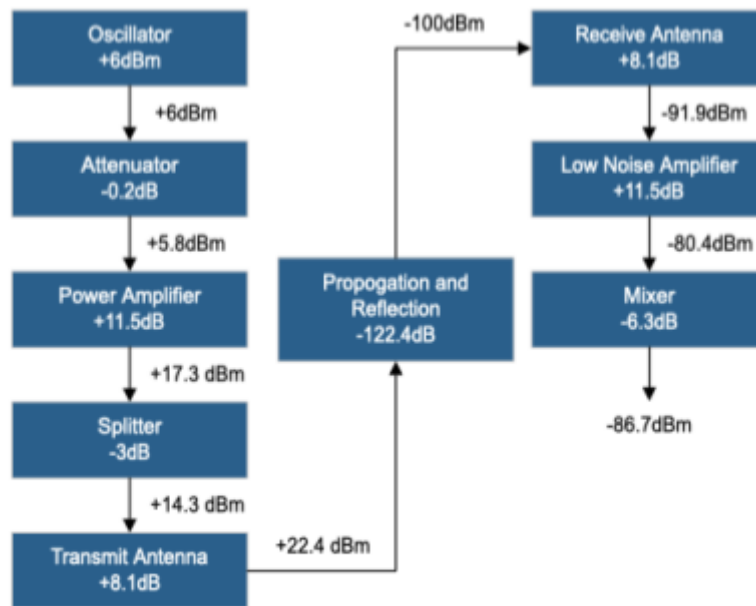 Oscillator
+6dBm
+6dBm
Attenuator
-0.2dB
+5.8dBm
Power Amplifier
+11.5dB
+17.3 dBm
Splitter
-3dB
+14.3 dBm
Transmit Antenna
+8.1dB
+22.4 dBm
Propogation and
Reflection
-122.4dB
-100dBm
Receive Antenna
+8.1dB
-91.9dBm
Low Noise Amplifier
+11.5dB
-80.4dBm
Mixer
-6.3dB
-86.7dBm